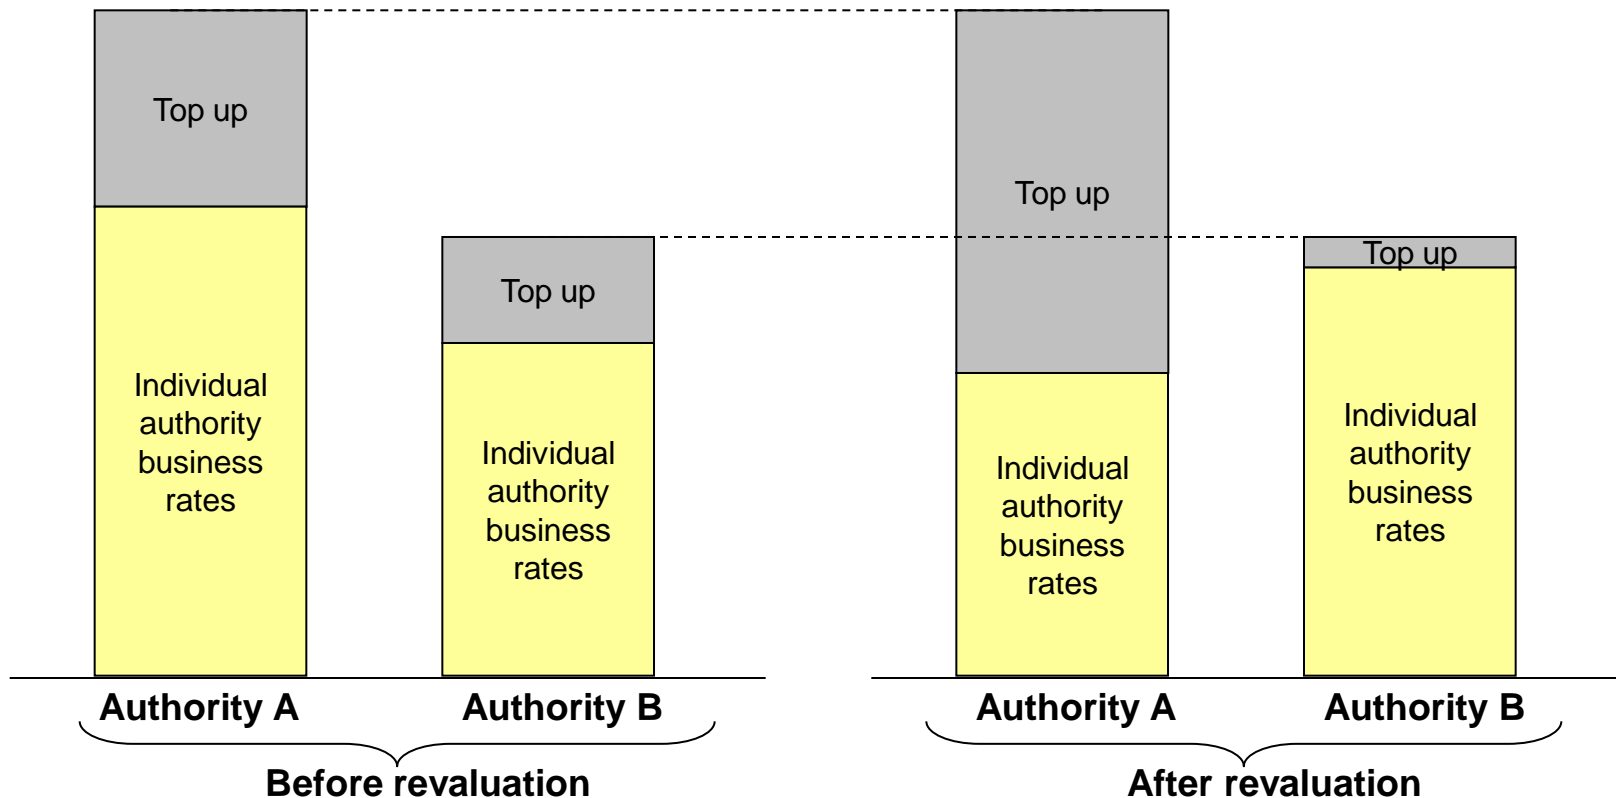 Top up
Individual
authority
business
rates
Top up
Individual
authority
business
rates
Authority A
Authority B
Before revaluation
Top up
Individual
authority
business
rates
Top up
Individual
authority
business
rates
Authority A
Authority B
After revaluation